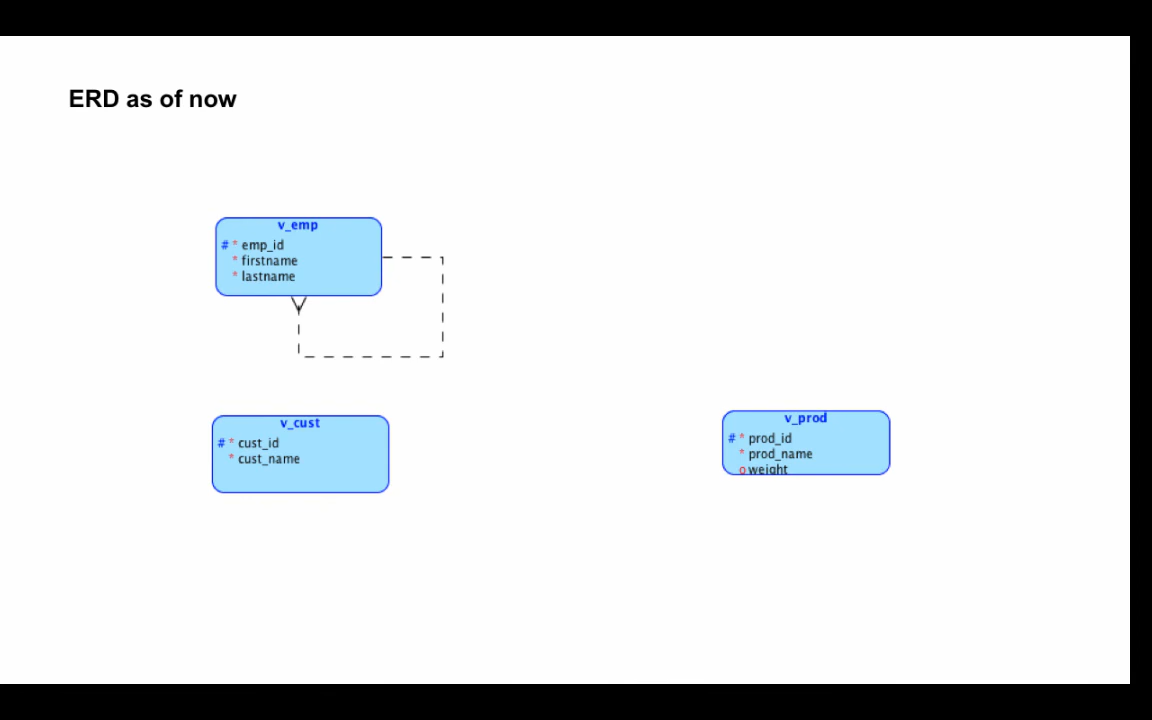 ERD as of now
v_emp
# * emp_id
* firstname
* lastname
v_cust
# * cust_id
* cust_name
v_prod
# * prod_id
* prod_name
o weight